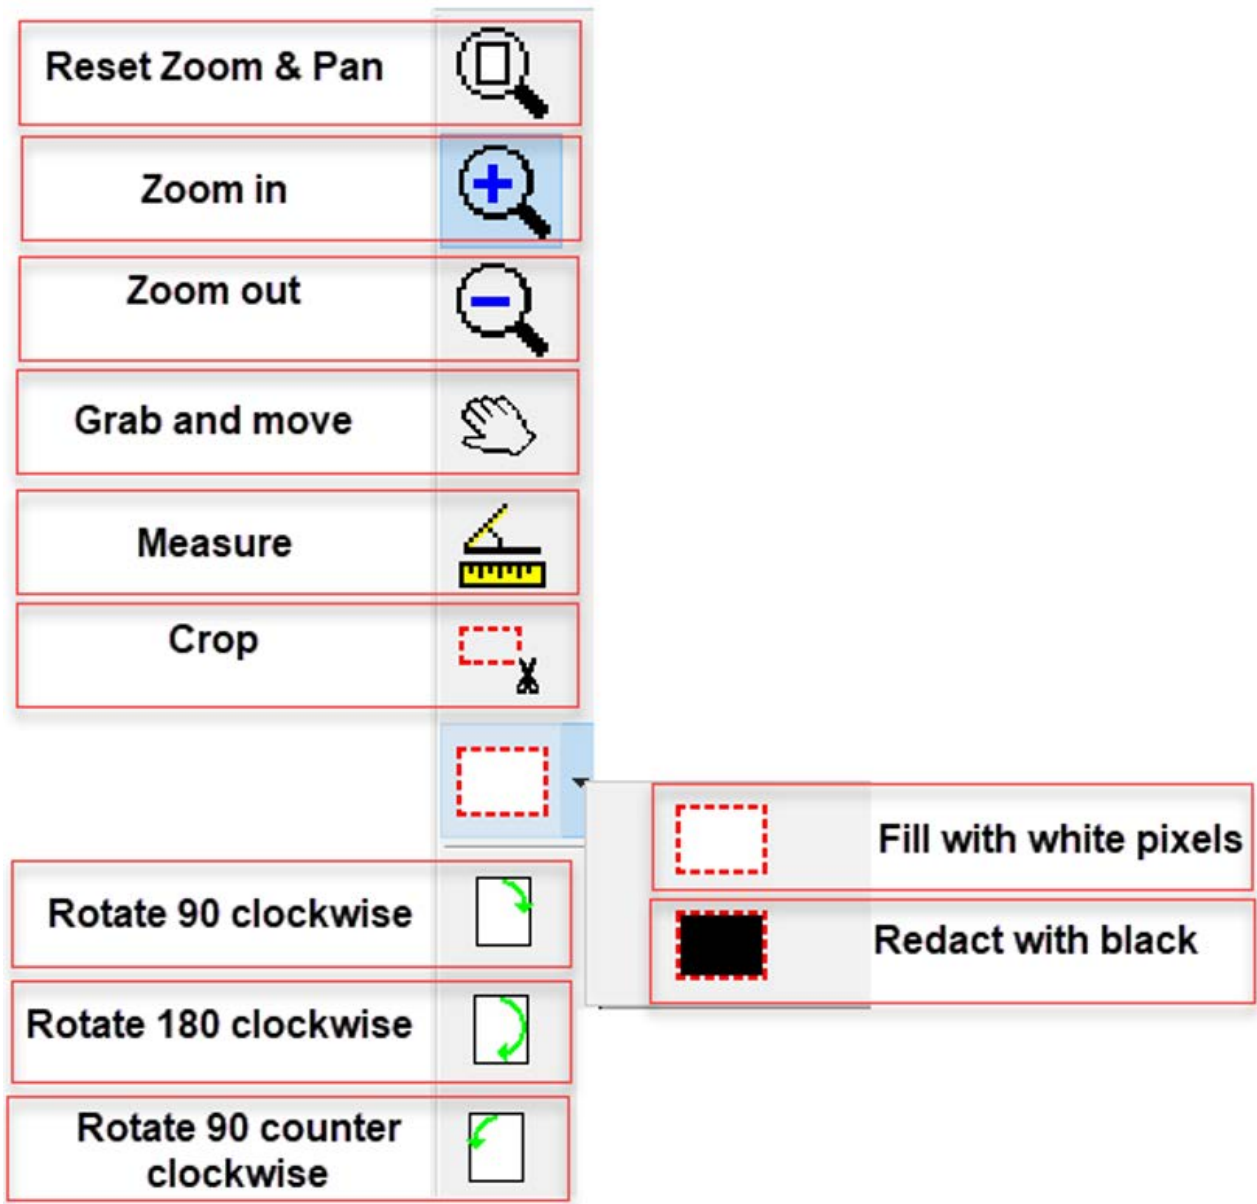 Reset Zoom & Pan
Zoom in
Zoom out
Grab and move
Measure
Crop
Fill with white pixels
Redact with black
Rotate 90 clockwise
Rotate 180 clockwise
Rotate 90 counter
clockwise